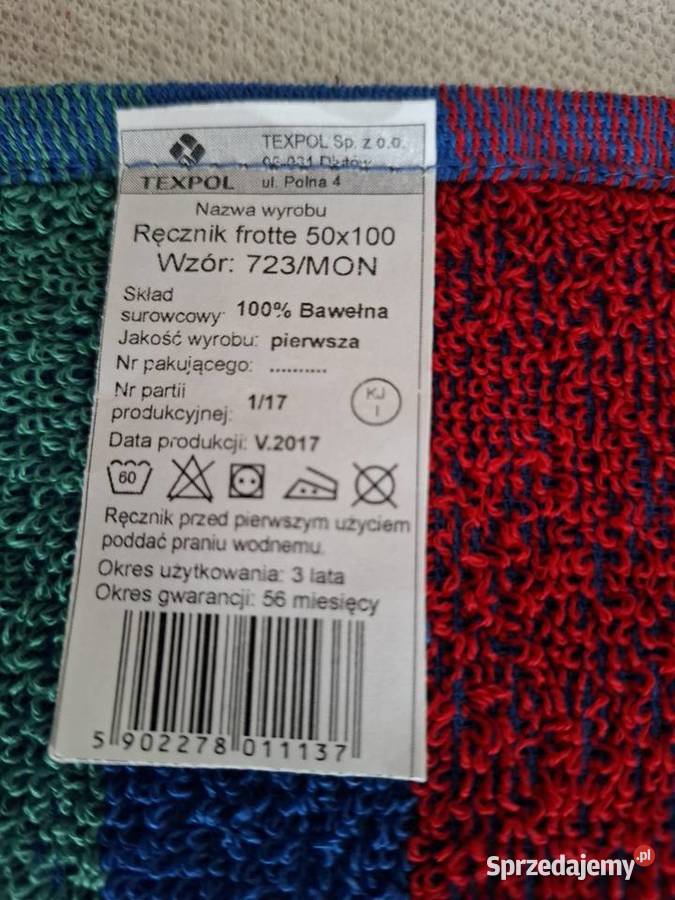 TEXPOL Sp. z o.o.
ul. Polna 4
TEXPOL
Nazwa wyrobu
Ręcznik frotte 50x100
Wzór: 723/MON
Skład
surowcowy: 100% Bawełna
Jakość wyrobu: pierwsza
Nr pakującego: ..........
Nr partii
produkcyjnej: 1/17
KJ
I
Data produkcji: V.2017
60
Ręcznik przed pierwszym użyciem
poddać praniu wodnemu.
Okres użytkowania: 3 lata
Okres gwarancji: 56 miesięcy
5 902278 011137
Sprzedajemy.pl